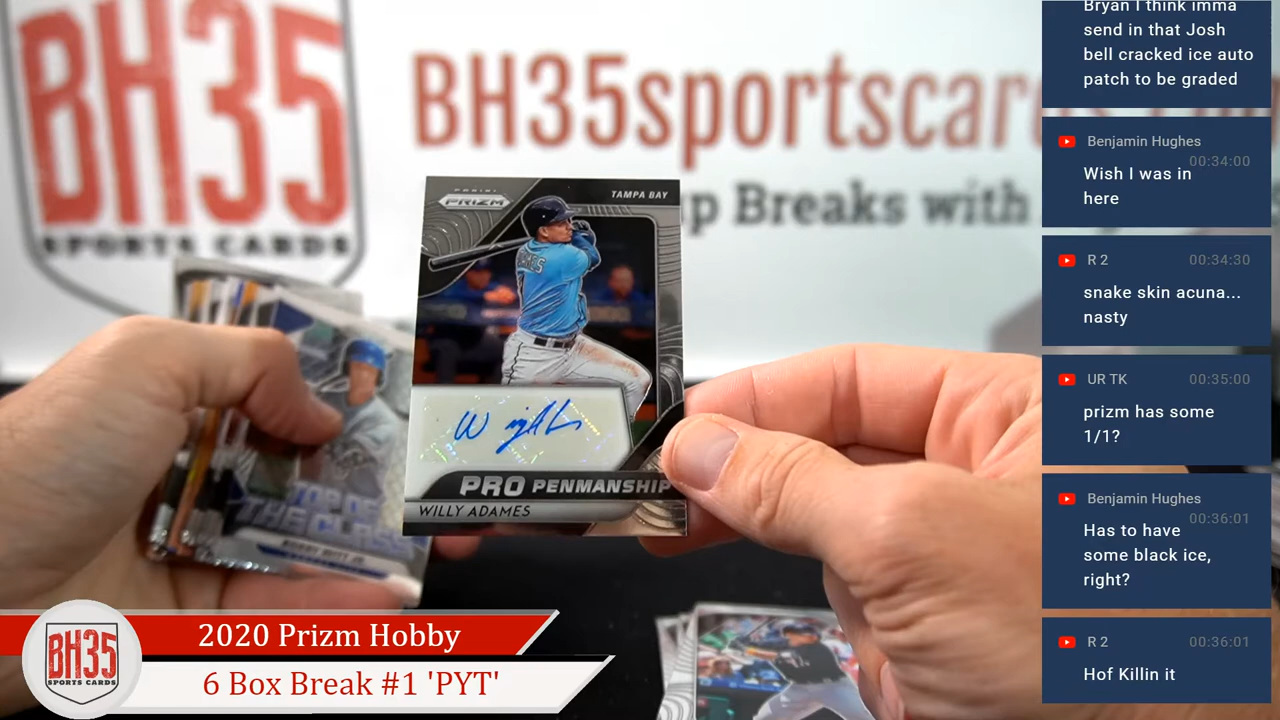 BH35
SPORTS CARDS
BH35sportscar
p Breaks with
PANINI
PRIZM
TAMPA BAY
PRO PENMANSHIP
WILLY ADAMES
TOP OF
THE CLASS
BOBBY WITT JR.
2020 Prizm Hobby
6 Box Break #1 'PYT'
BH35
SPORTS CARDS
Bryan I think imma
send in that Josh
bell cracked ice auto
patch to be graded
Benjamin Hughes
00:34:00
Wish I was in
here
R 2 00:34:30
snake skin acuna...
nasty
UR TK 00:35:00
prizm has some
1/1?
Benjamin Hughes
00:36:01
Has to have
some black ice,
right?
R 2 00:36:01
Hof Killin it